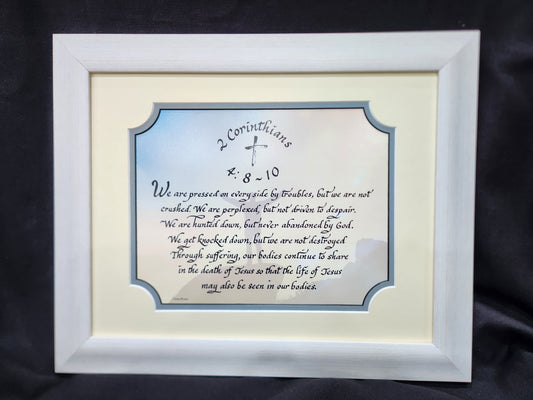 2 Corinthians
4: 8~10
We are pressed on every side by troubles, but we are not
crushed. We are perplexed, but not driven to despair.
We are hunted down, but never abandoned by God.
We get knocked down, but we are not destroyed
Through suffering, our bodies continue to share
in the death of Jesus so that the life of Jesus
may also be seen in our bodies.